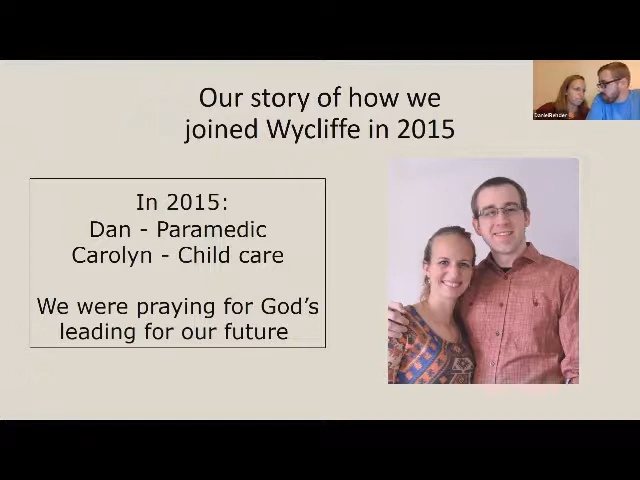 Our story of how we
joined Wycliffe in 2015
DanielRehder
In 2015:
Dan - Paramedic
Carolyn - Child care
We were praying for God's
leading for our future